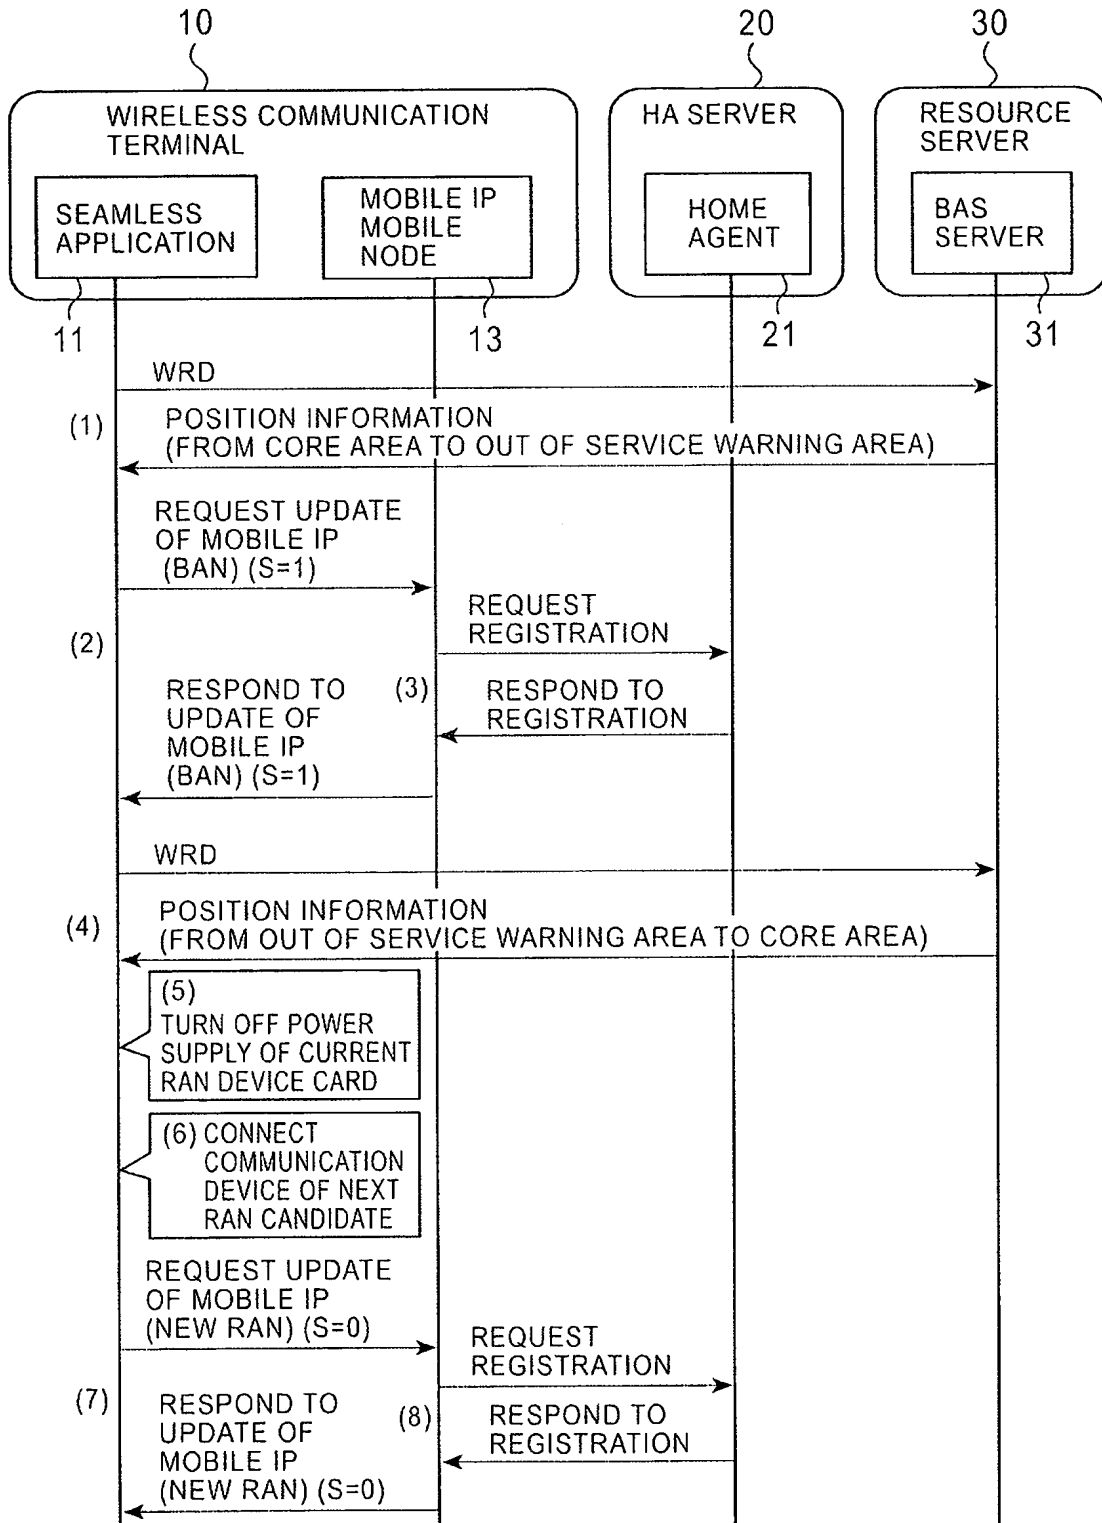 10
20
30
WIRELESS COMMUNICATION
TERMINAL
HA SERVER
RESOURCE
SERVER
SEAMLESS
APPLICATION
MOBILE IP
MOBILE
NODE
HOME
AGENT
BAS
SERVER
11
13
21
31
WRD
(1)
POSITION INFORMATION
(FROM CORE AREA TO OUT OF SERVICE WARNING AREA)
REQUEST UPDATE
OF MOBILE IP
(BAN) (S=1)
(2)
REQUEST
REGISTRATION
RESPOND TO
UPDATE OF
MOBILE IP
(BAN) (S=1)
(3)
RESPOND TO
REGISTRATION
WRD
(4)
POSITION INFORMATION
(FROM OUT OF SERVICE WARNING AREA TO CORE AREA)
(5)
TURN OFF POWER
SUPPLY OF CURRENT
RAN DEVICE CARD
(6) CONNECT
COMMUNICATION
DEVICE OF NEXT
RAN CANDIDATE
REQUEST UPDATE
OF MOBILE IP
(NEW RAN) (S=0)
REQUEST
REGISTRATION
(7)
RESPOND TO
UPDATE OF
MOBILE IP
(NEW RAN) (S=0)
(8)
RESPOND TO
REGISTRATION